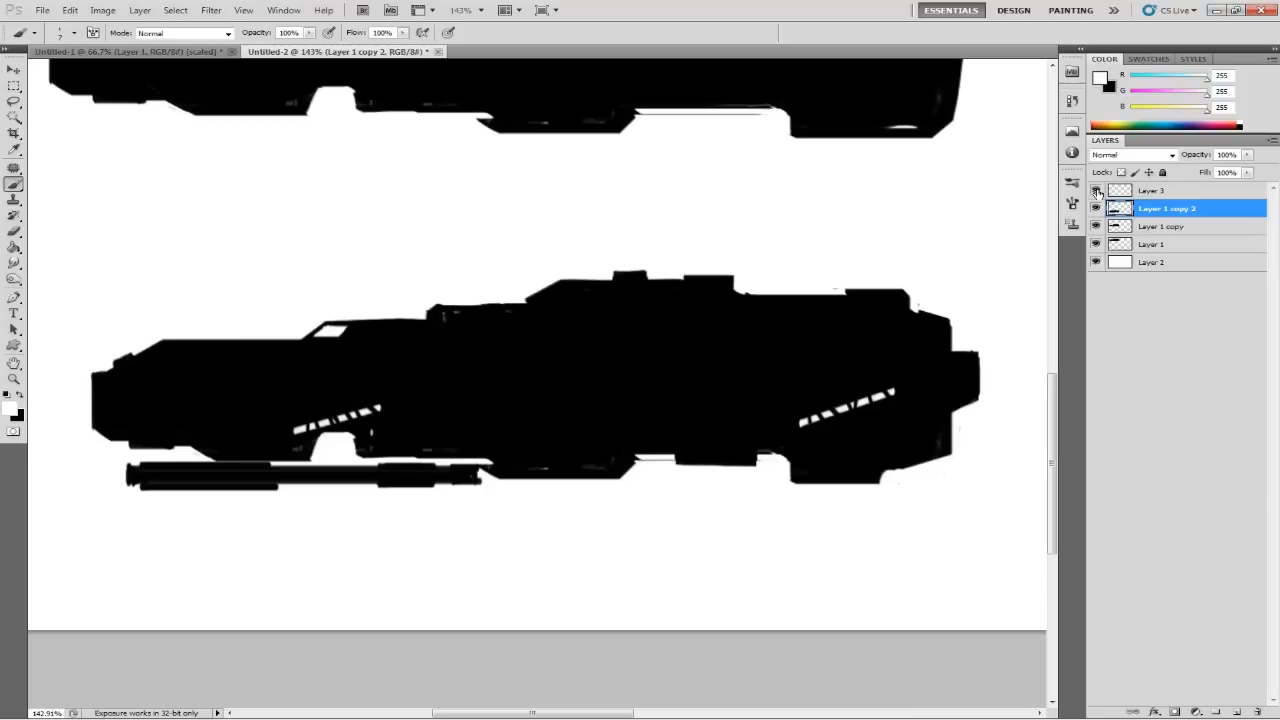 Ps File Edit Image Layer Select Filter View Window Help Br Mb 143% ESSENTIALS DESIGN PAINTING CS Live
7 Mode: Normal Opacity: 100% Flow: 100%
Untitled-1 @ 66.7% (Layer 1, RGB/8#) [scaled] * Untitled-2 @ 143% (Layer 1 copy 2, RGB/8#) *
COLOR SWATCHES STYLES
R 255
G 255
B 255
LAYERS
Normal Opacity: 100%
Lock: Fill: 100%
Layer 3
Layer 1 copy 2
Layer 1 copy
Layer 1
Layer 2
142.91% Exposure works in 32-bit only